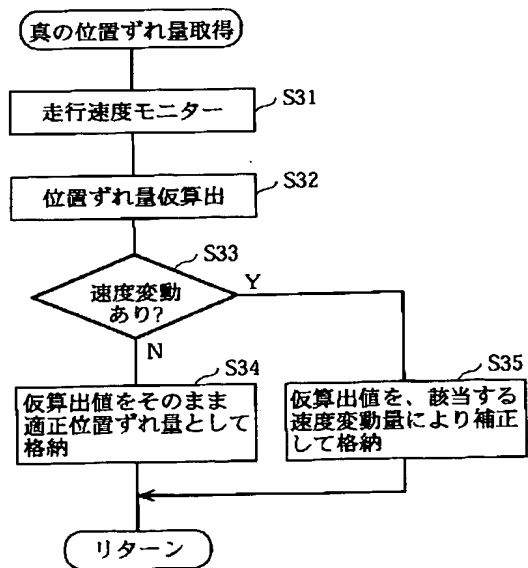 真の位置ずれ量取得
走行速度モニター
S31
位置ずれ量仮算出
S32
S33
速度変動
あり?
Y
N
S34
仮算出値をそのまま
適正位置ずれ量として
格納
S35
仮算出値を、該当する
速度変動量により補正
して格納
リターン